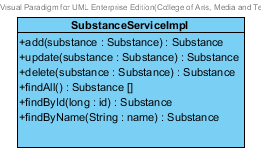 Visual Paradigm for UML Enterprise Edition(College of Arts, Media and Te
SubstanceServiceImpl
+add(substance : Substance) : Substance
+update(substance : Substance) : Substance
+delete(substance : Substance) : Substance
+findAll() : Substance []
+findById(long : id) : Substance
+findByName(String : name) : Substance